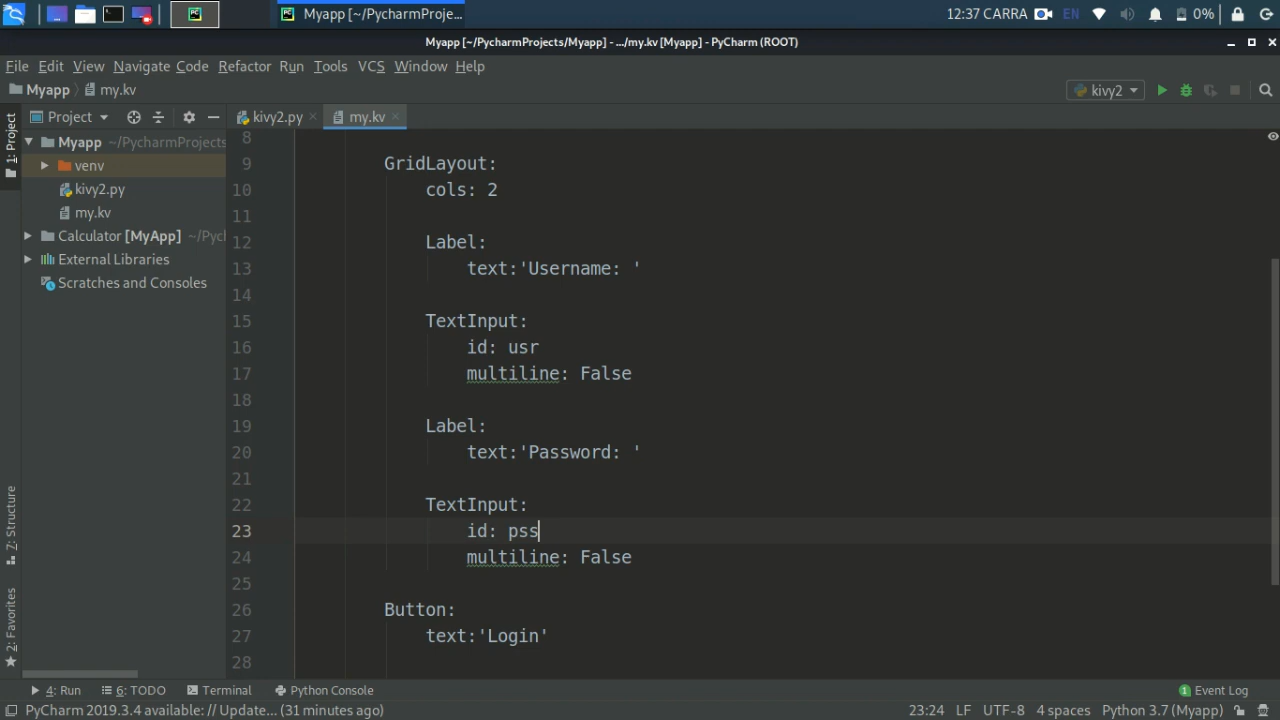 Myapp [~/PycharmProje...
12:37 CARRA EN 0%
Myapp [~/PycharmProjects/Myapp] - .../my.kv [Myapp] - PyCharm (ROOT)
File Edit View Navigate Code Refactor Run Tools VCS Window Help
Myapp my.kv kivy2
1: Project
Project kivy2.py my.kv
Myapp ~/PycharmProjects
venv
kivy2.py
my.kv
Calculator [MyApp] ~/Pyc
External Libraries
Scratches and Consoles
7: Structure
2: Favorites
8
9 GridLayout:
10 cols: 2
11
12 Label:
13 text:'Username: '
14
15 TextInput:
16 id: usr
17 multiline: False
18
19 Label:
20 text:'Password: '
21
22 TextInput:
23 id: pss
24 multiline: False
25
26 Button:
27 text:'Login'
28
4: Run 6: TODO Terminal Python Console 1 Event Log
PyCharm 2019.3.4 available: // Update... (31 minutes ago) 23:24 LF UTF-8 4 spaces Python 3.7 (Myapp)